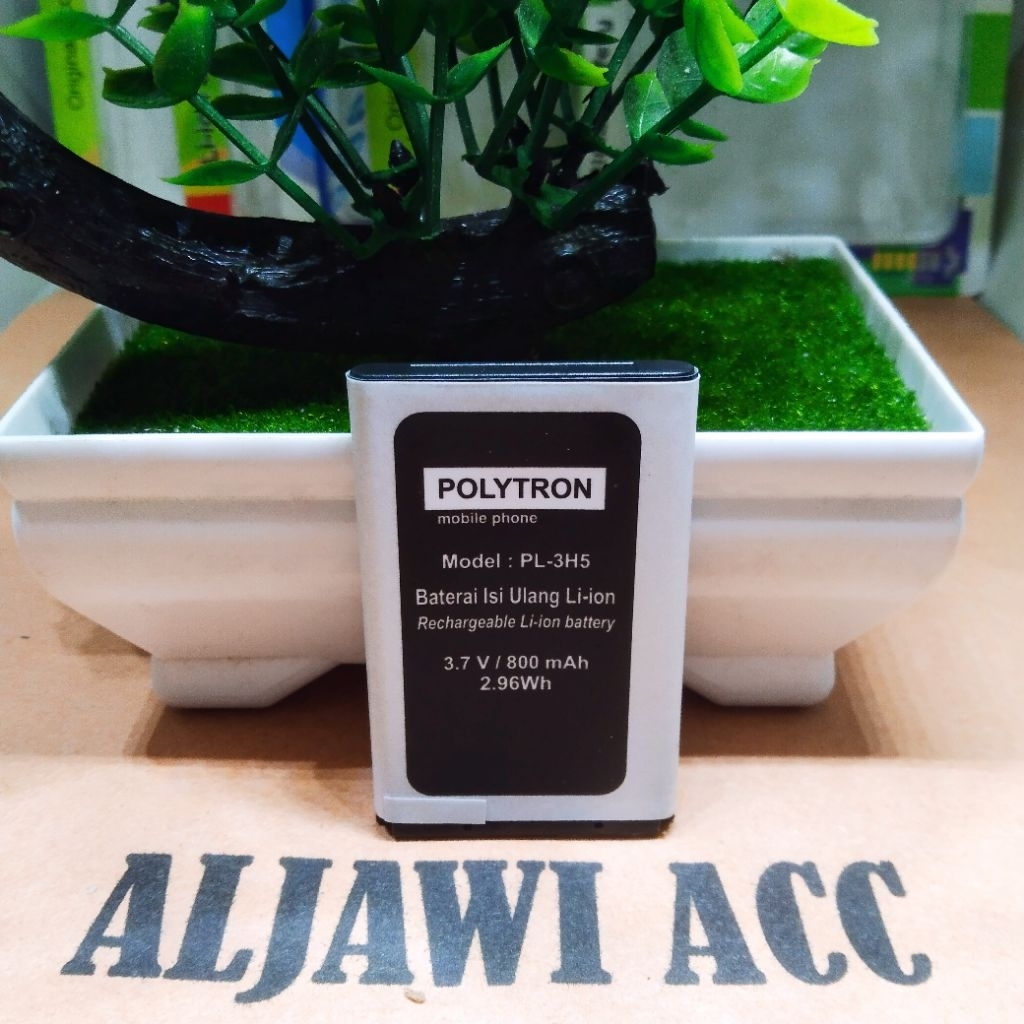 POLYTRON
mobile phone
Model : PL-3H5
Baterai Isi Ulang Li-ion
Rechargeable Li-ion battery
3.7 V / 800 mAh
2.96Wh
ALJAWI ACC